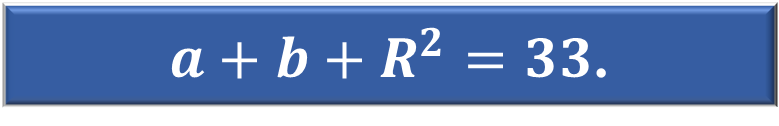 a + b + R² = 33.